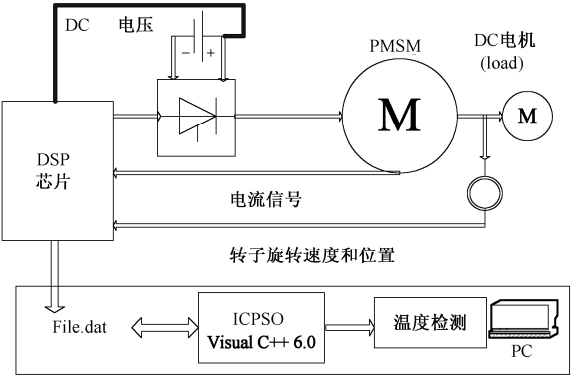 DC 电压
− +
PMSM
DC电机
(load)
M
M
DSP
芯片
电流信号
转子旋转速度和位置
File.dat
ICPSO
Visual C++ 6.0
温度检测
PC